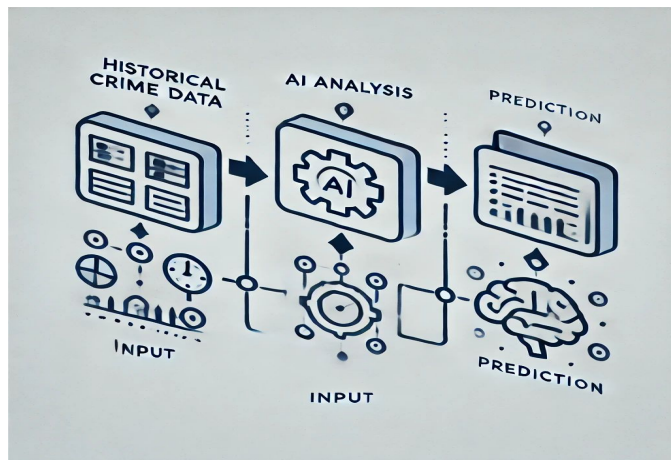 HISTORICAL
CRIME DATA
AI ANALYSIS
PREDICTION
AI
INPUT
INPUT
PREDICTION